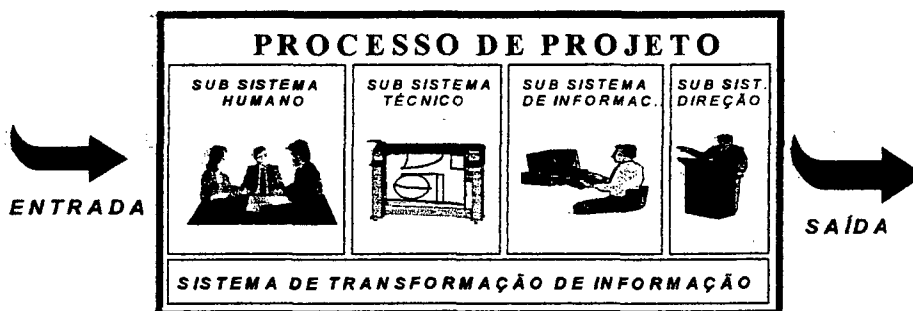 PROCESSO DE PROJETO
SUB SISTEMA
HUMANO
SUB SISTEMA
TÉCNICO
SUB SISTEMA
DE INFORMAC..
SUB SIST.
DIREÇÃO
ENTRADA
SAÍDA
SISTEMA DE TRANSFORMAÇÃO DE INFORMAÇÃO